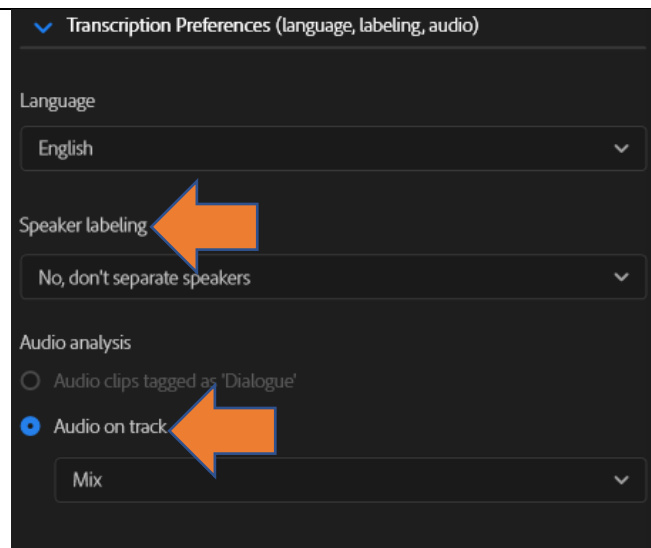 Transcription Preferences (language, labeling, audio)
Language
English
Speaker labeling
No, don't separate speakers
Audio analysis
Audio clips tagged as 'Dialogue'
Audio on track
Mix